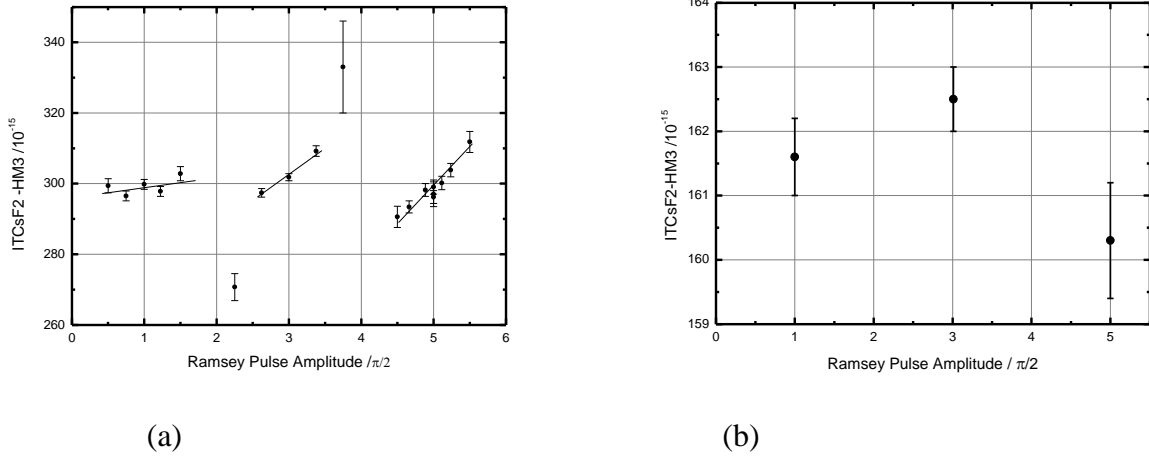 340
320
300
280
260
ITCsF2 -HM3 /10⁻¹⁵
0 1 2 3 4 5 6
Ramsey Pulse Amplitude /π/2
(a)
164
163
162
161
160
159
ITCsF2-HM3 /10⁻¹⁵
0 1 2 3 4 5
Ramsey Pulse Amplitude / π/2
(b)